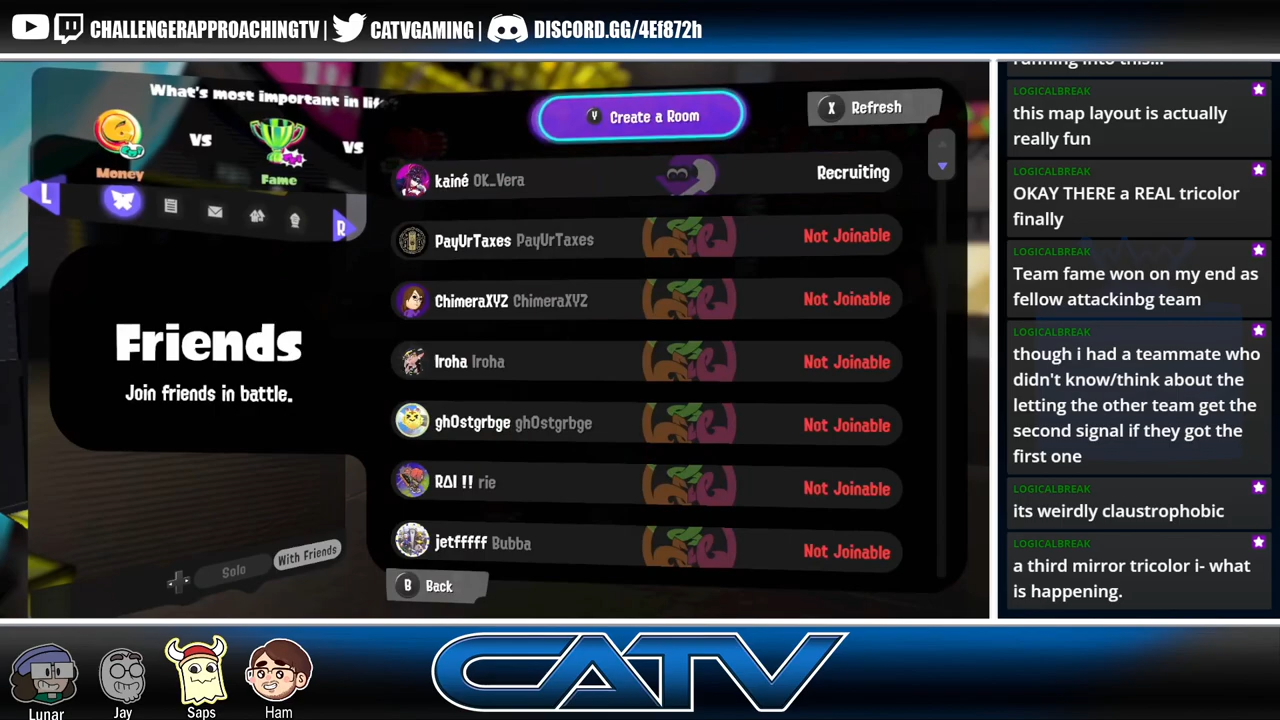 CHALLENGERAPPROACHINGTV | CATVGAMING | DISCORD.GG/4Ef872h
What's most important in
Money
VS
Fame
VS
L
R
Friends
Join friends in battle.
Solo
With Friends
Y Create a Room
X Refresh
kainé OK_Vera Recruiting
PayUrTaxes PayUrTaxes Not Joinable
ChimeraXYZ ChimeraXYZ Not Joinable
Iroha Iroha Not Joinable
gh0stgrbge gh0stgrbge Not Joinable
RΔI !! rie Not Joinable
jetfffff Bubba Not Joinable
B Back
running into this...
LOGICALBREAK
this map layout is actually
really fun
LOGICALBREAK
OKAY THERE a REAL tricolor
finally
LOGICALBREAK
Team fame won on my end as
fellow attackinbg team
LOGICALBREAK
though i had a teammate who
didn't know/think about the
letting the other team get the
second signal if they got the
first one
LOGICALBREAK
its weirdly claustrophobic
LOGICALBREAK
a third mirror tricolor i- what
is happening.
Lunar
Jay
Saps
Ham
CATV